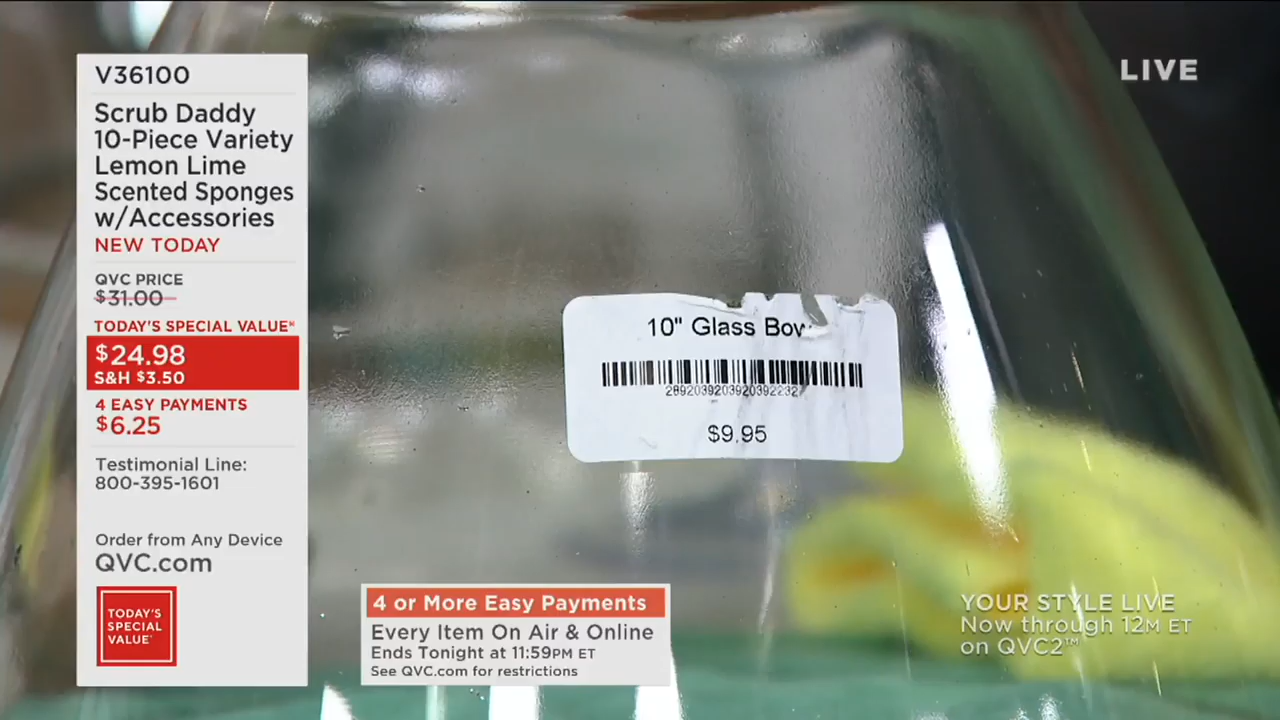 V36100
Scrub Daddy
10-Piece Variety
Lemon Lime
Scented Sponges
w/Accessories
NEW TODAY
QVC PRICE
$31.00
TODAY'S SPECIAL VALUE®
$24.98
S&H $3.50
4 EASY PAYMENTS
$6.25
Testimonial Line:
800-395-1601
Order from Any Device
QVC.com
TODAY'S
SPECIAL
VALUE®
LIVE
10" Glass Bow
2892039203920392232
$9.95
4 or More Easy Payments
Every Item On Air & Online
Ends Tonight at 11:59PM ET
See QVC.com for restrictions
YOUR STYLE LIVE
Now through 12M ET
on QVC2™